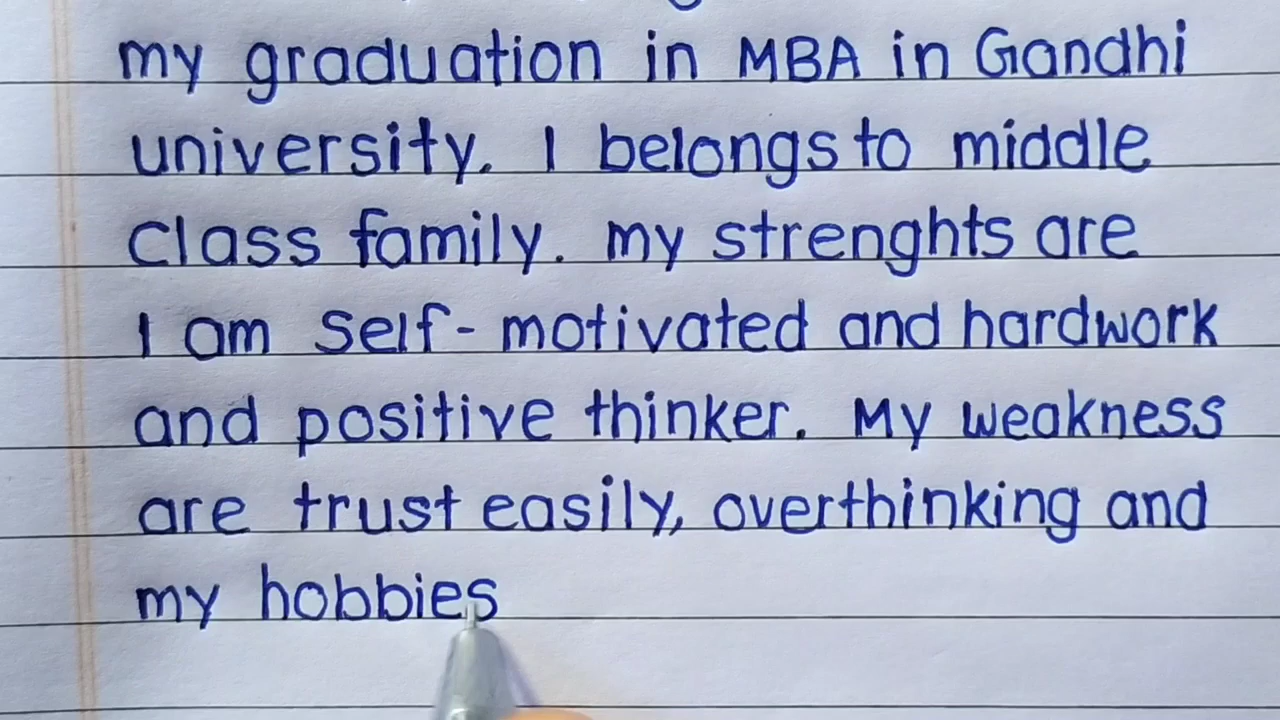 my graduation in MBA in Gandhi
university. I belongs to middle
class family. my strenghts are
I am self-motivated and hardwork
and positive thinker. My weakness
are trust easily, overthinking and
my hobbies